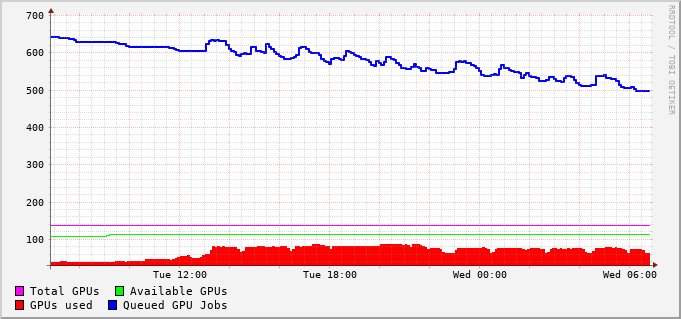 700
600
500
400
300
200
100
Tue 12:00 Tue 18:00 Wed 00:00 Wed 06:00
Total GPUs Available GPUs
GPUs used Queued GPU Jobs
RRDTOOL / TOBI OETIKER